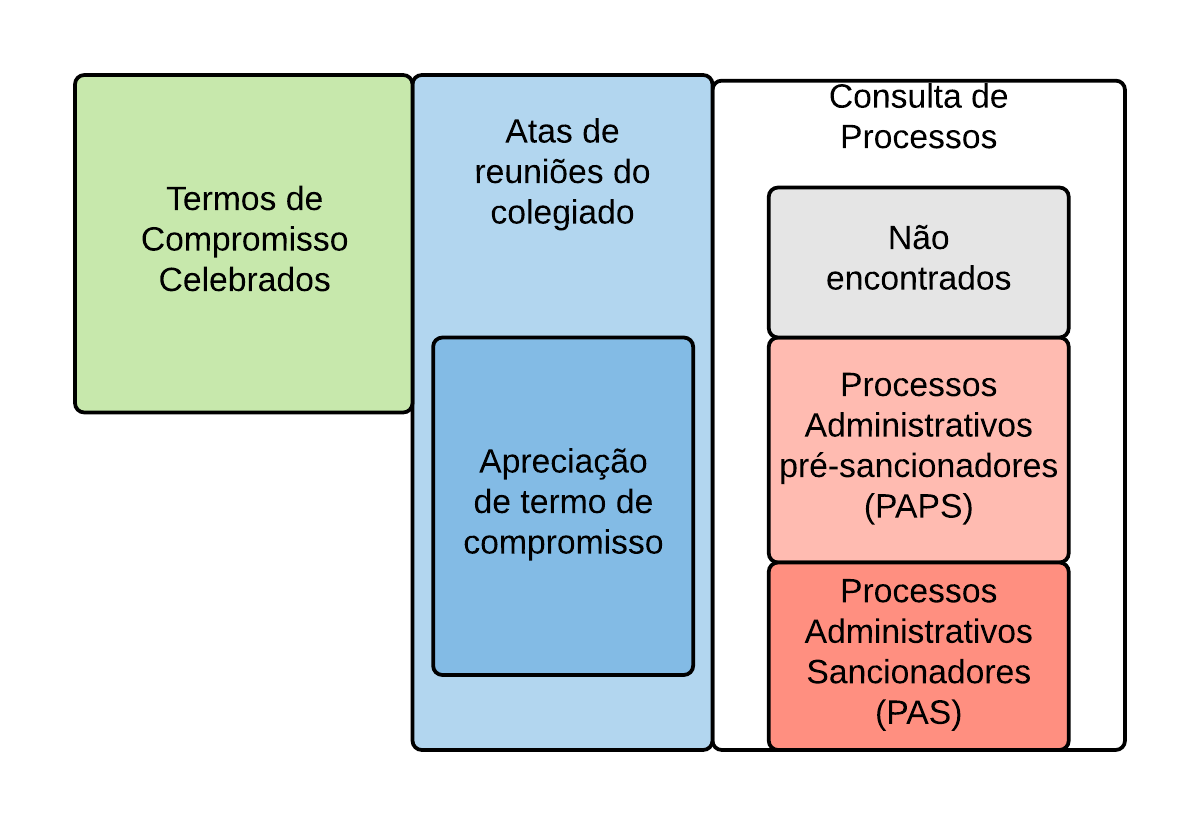 Termos de
Compromisso
Celebrados
Atas de
reuniões do
colegiado
Apreciação
de termo de
compromisso
Consulta de
Processos
Não
encontrados
Processos
Administrativos
pré-sancionadores
(PAPS)
Processos
Administrativos
Sancionadores
(PAS)